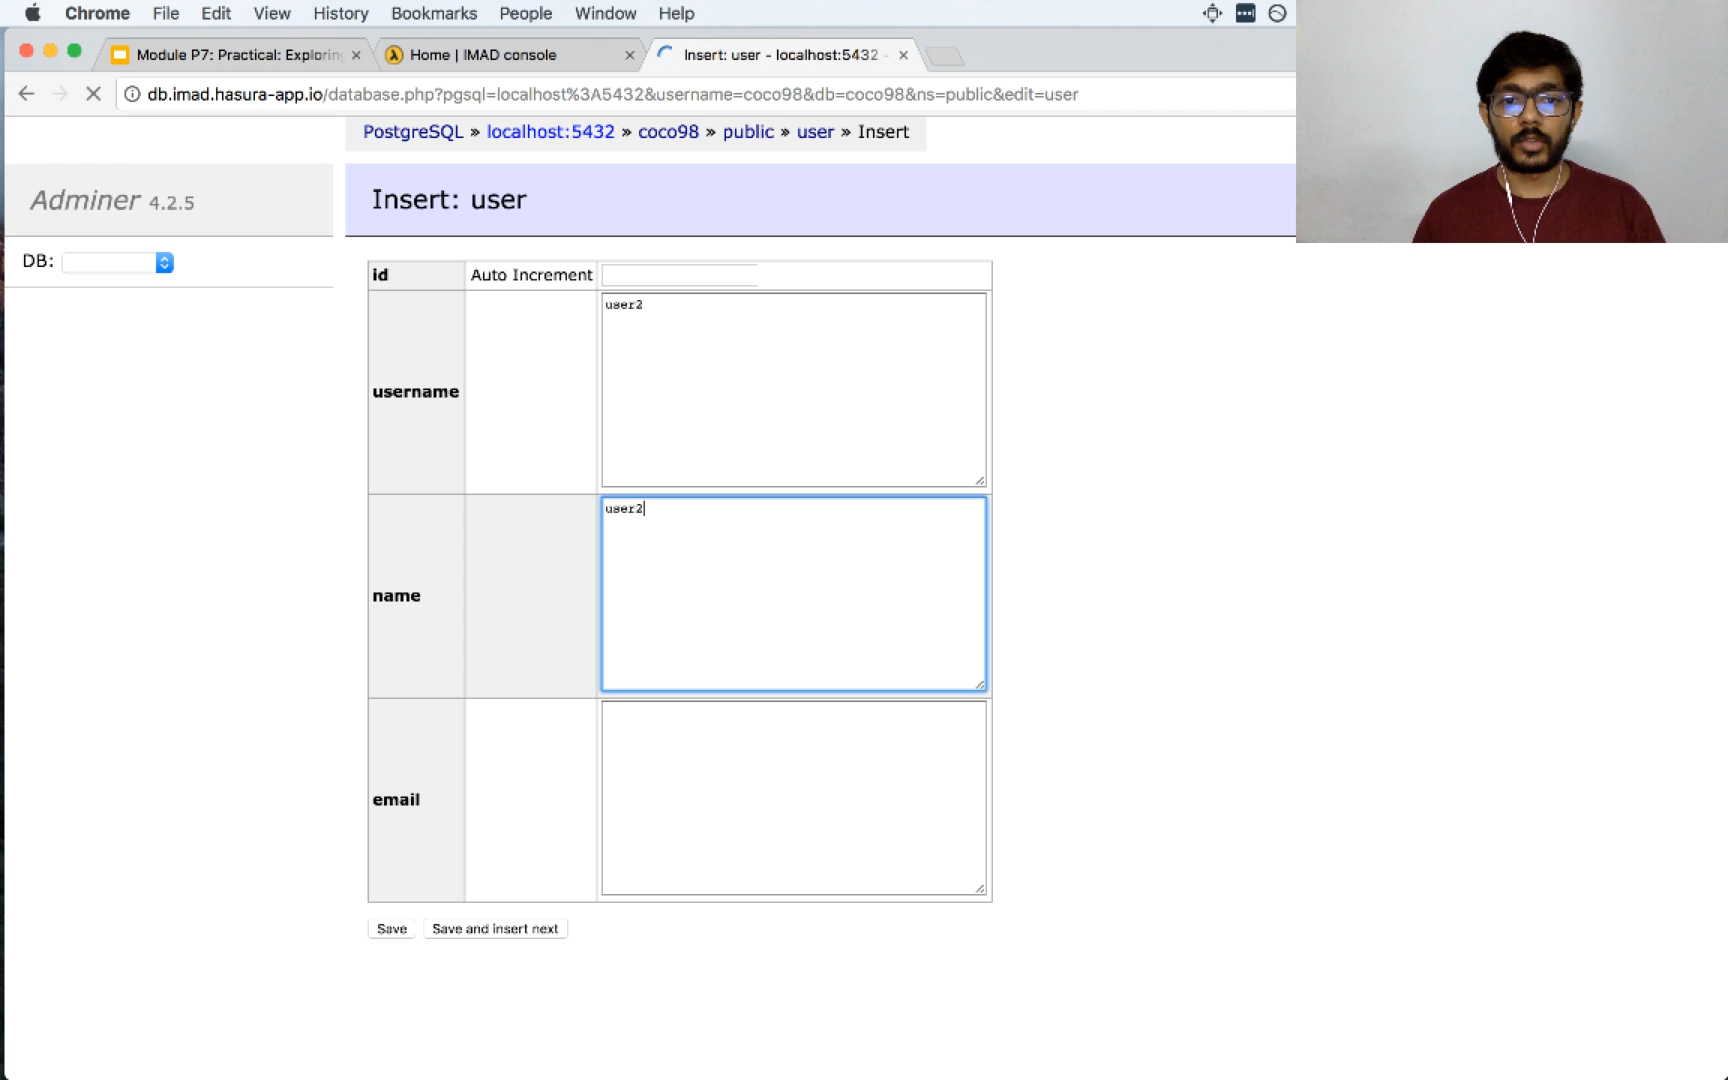 Chrome File Edit View History Bookmarks People Window Help
Module P7: Practical: Exploring Home | IMAD console Insert: user - localhost:5432 -
db.imad.hasura-app.io/database.php?pgsql=localhost%3A5432&username=coco98&db=coco98&ns=public&edit=user
PostgreSQL » localhost:5432 » coco98 » public » user » Insert
Adminer 4.2.5
Insert: user
DB:
id Auto Increment
username
user2
name
user2
email
Save Save and insert next